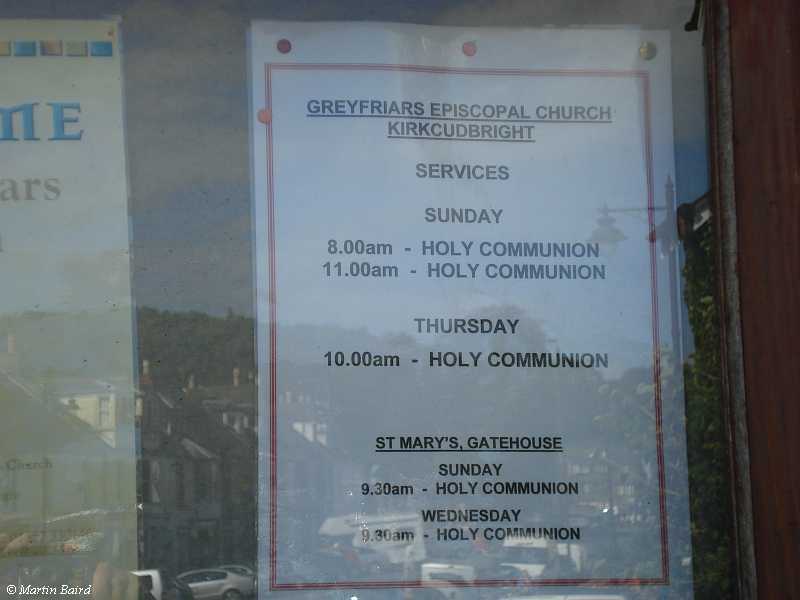 ME
ars
Church
GREYFRIARS EPISCOPAL CHURCH
KIRKCUDBRIGHT
SERVICES
SUNDAY
8.00am - HOLY COMMUNION
11.00am - HOLY COMMUNION
THURSDAY
10.00am - HOLY COMMUNION
ST MARY'S, GATEHOUSE
SUNDAY
9.30am - HOLY COMMUNION
WEDNESDAY
9.30am - HOLY COMMUNION
© Martin Baird